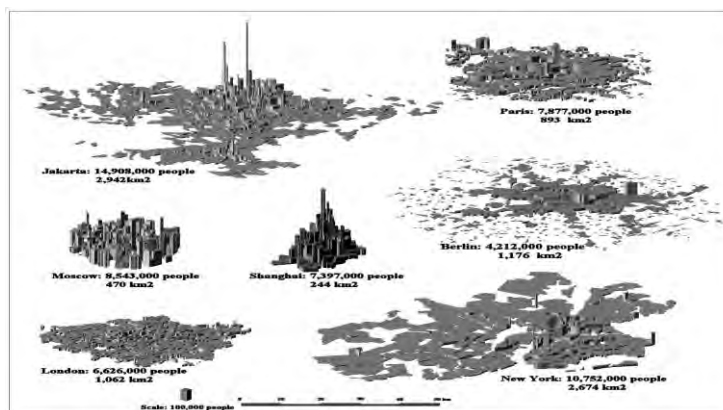 Paris: 7,877,000 people
893 km2
Jakarta: 14,908,000 people
2,942km2
Moscow: 8,543,000 people
470 km2
Shanghai: 7,397,000 people
244 km2
Berlin: 4,212,000 people
1,176 km2
London: 6,626,000 people
1,062 km2
New York: 10,752,000 people
2,674 km2
Scale: 100,000 people